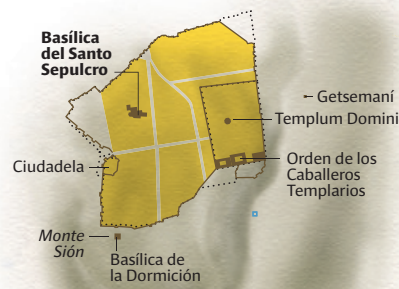 Basílica
del Santo
Sepulcro
Getsemaní
Templum Domini
Orden de los
Caballeros
Templarios
Ciudadela
Monte
Sión
Basílica de
la Dormición